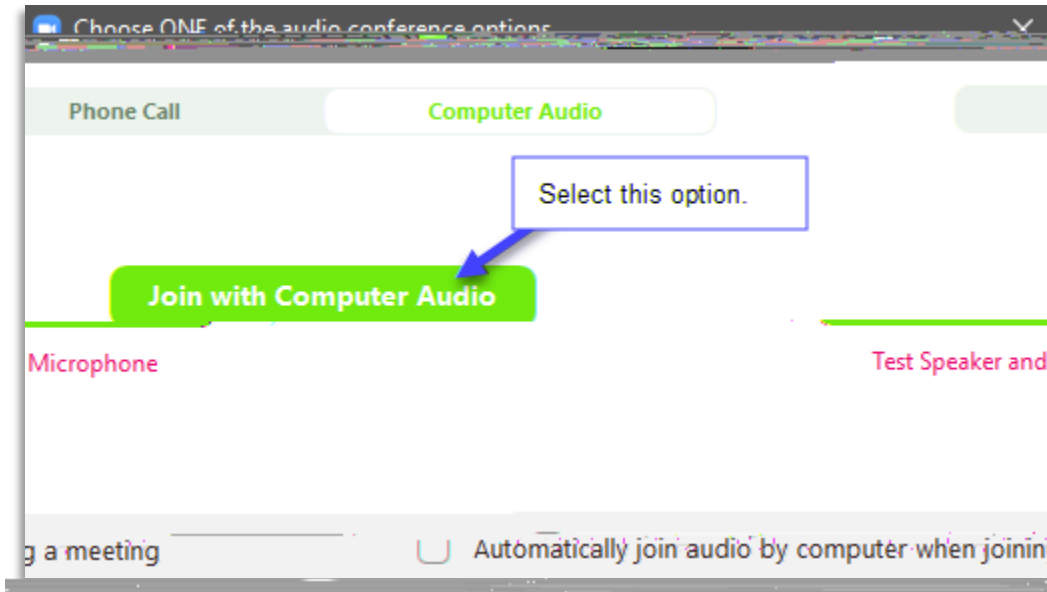 Choose ONE of the audio conference options
Phone Call
Computer Audio
Select this option.
Join with Computer Audio
Microphone
Test Speaker and
g a meeting
Automatically join audio by computer when joinin